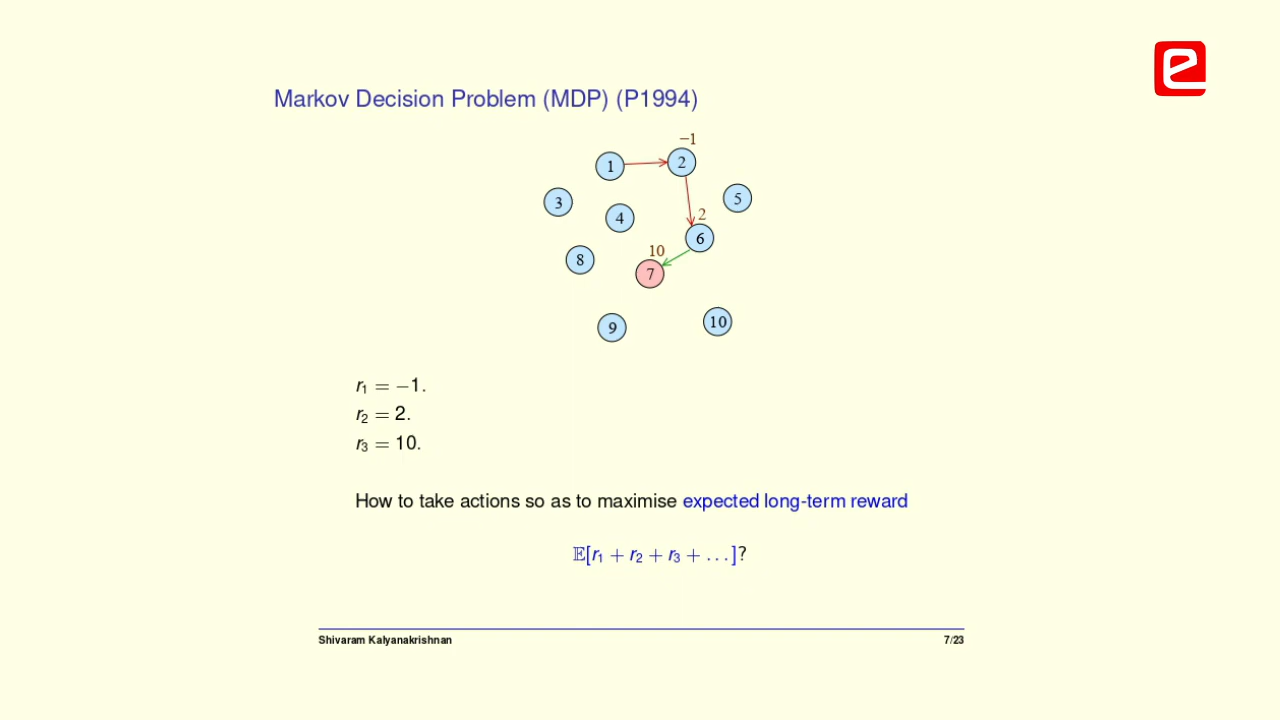 Markov Decision Problem (MDP) (P1994)
−1
1
2
3
4
5
2
6
8
10
7
9
10
r1 = −1.
r2 = 2.
r3 = 10.
How to take actions so as to maximise expected long-term reward
𝔼[r1 + r2 + r3 + . . .]?
Shivaram Kalyanakrishnan 7/23